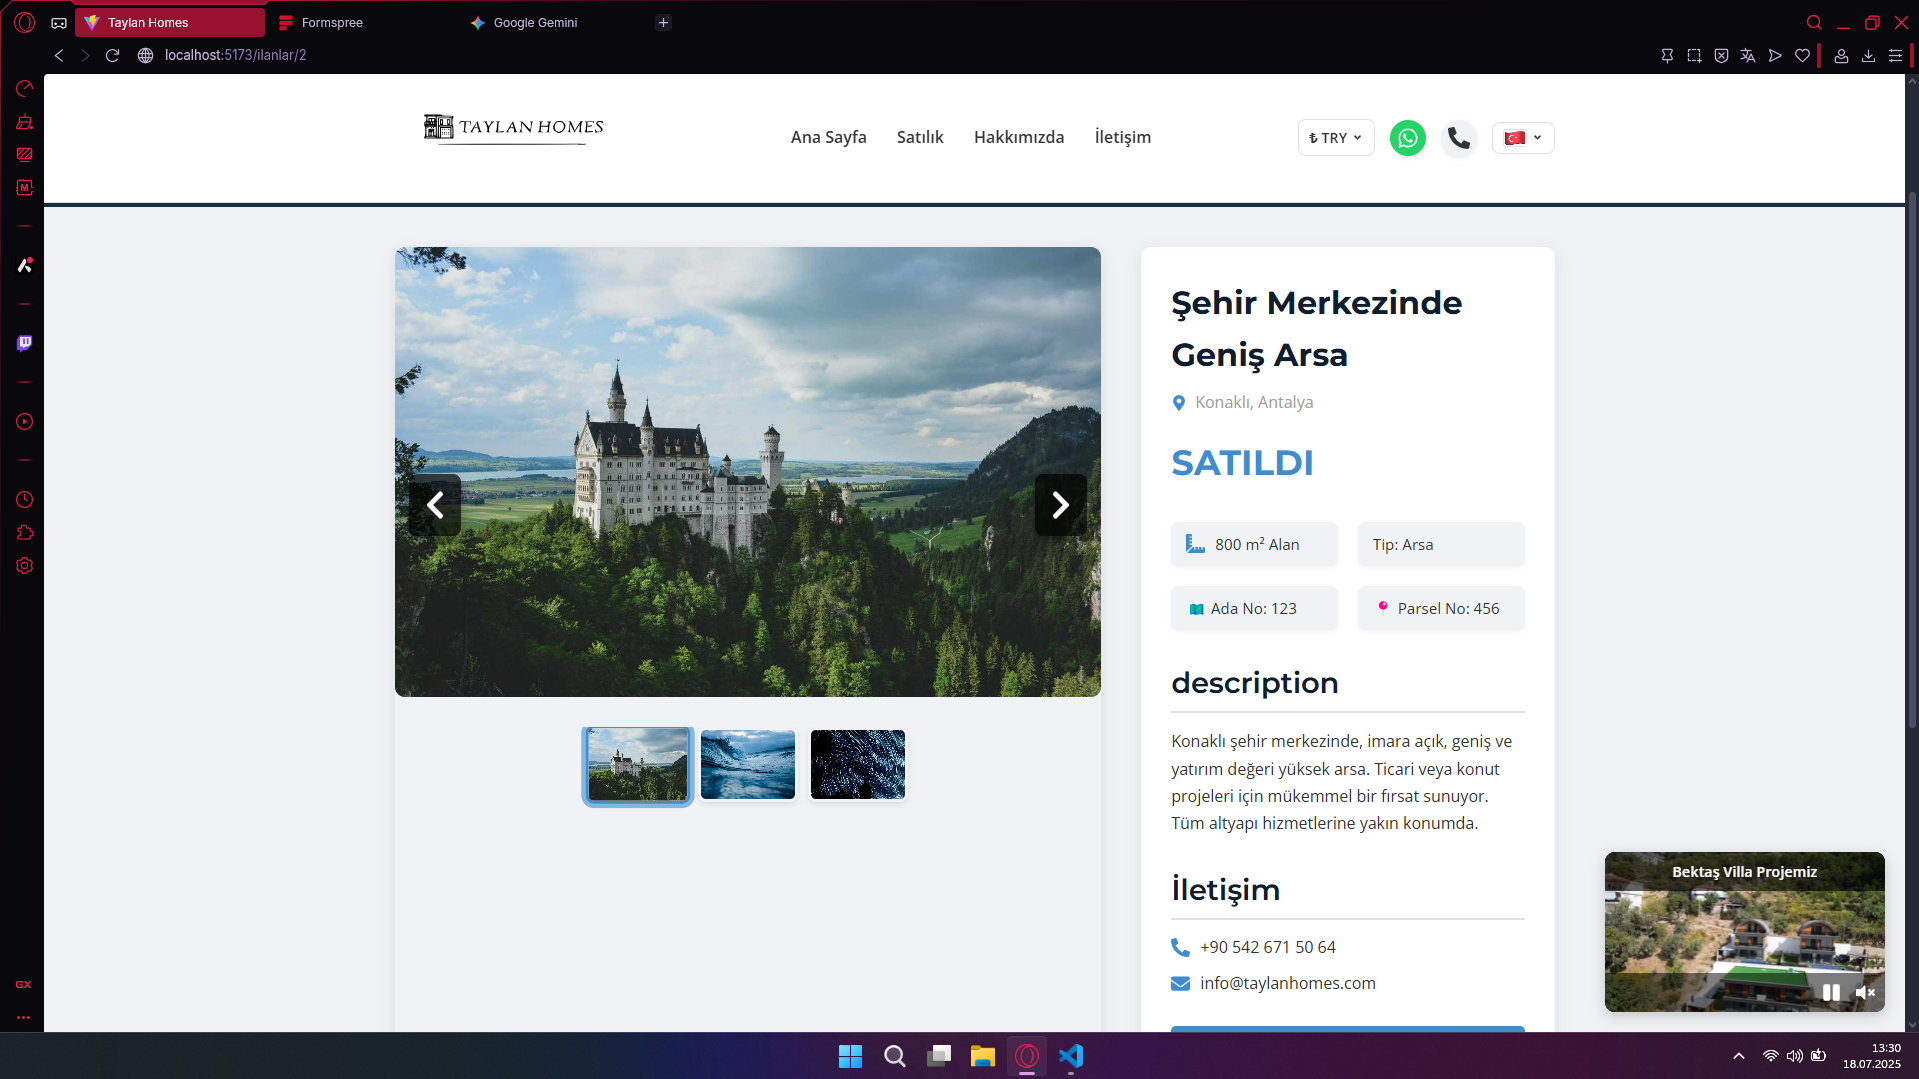 Taylan Homes
Formspree
Google Gemini
localhost:5173/ilanlar/2
TAYLAN HOMES
Ana Sayfa
Satılık
Hakkımızda
İletişim
₺ TRY
Şehir Merkezinde
Geniş Arsa
Konaklı, Antalya
SATILDI
800 m² Alan
Tip: Arsa
Ada No: 123
Parsel No: 456
description
Konaklı şehir merkezinde, imara açık, geniş ve
yatırım değeri yüksek arsa. Ticari veya konut
projeleri için mükemmel bir fırsat sunuyor.
Tüm altyapı hizmetlerine yakın konumda.
İletişim
+90 542 671 50 64
info@taylanhomes.com
Bektaş Villa Projemiz
M
GX
13:30
18.07.2025